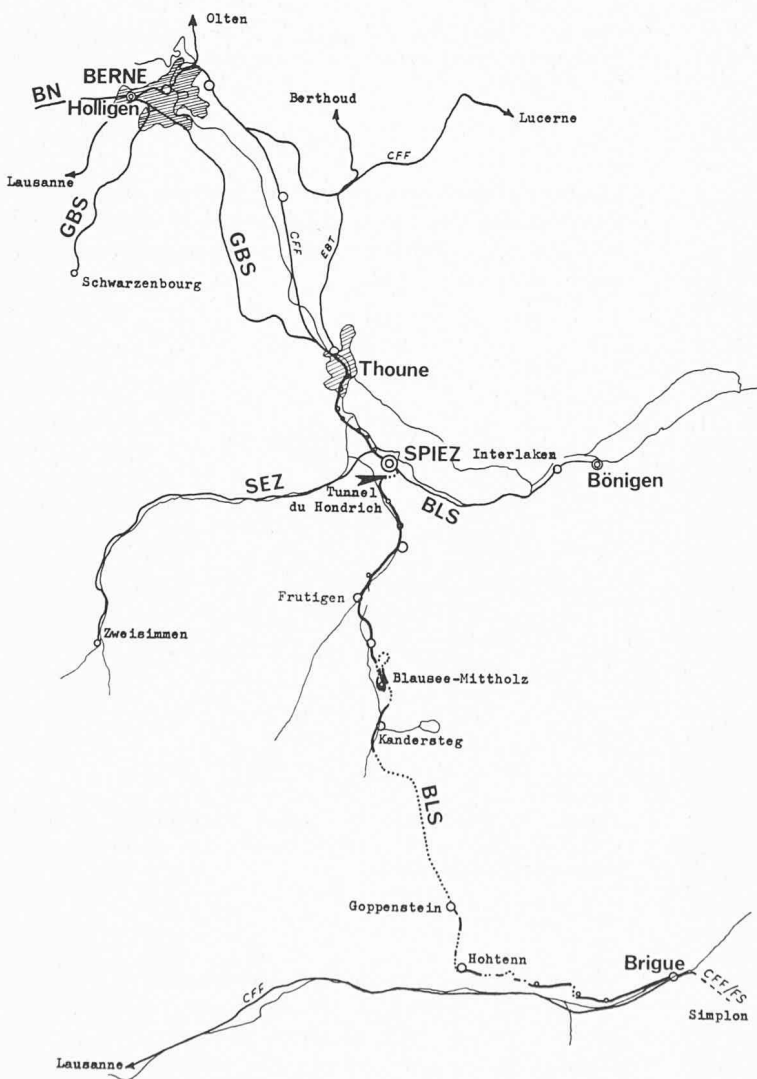 Olten
BERNE
BN
Holligen
Berthoud
Lucerne
CFF
Lausanne
GBS
GBS
CFF
EBT
Schwarzenbourg
Thoune
SPIEZ
Interlaken
Bönigen
SEZ
Tunnel
du Hondrich
BLS
Frutigen
Zweisimmen
Blausee-Mittholz
Kandersteg
BLS
Goppenstein
Hohtenn
Brigue
CFF/FS
Simplon
CFF
Lausanne